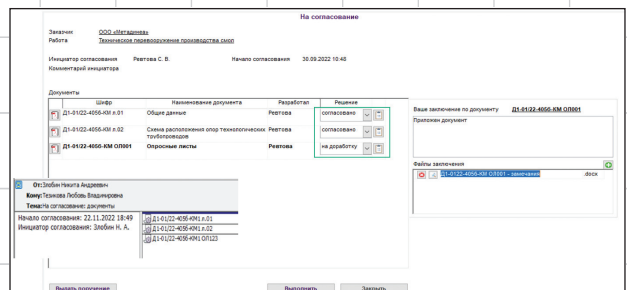 На согласование
Заказчик ООО «Метадинеа»
Работа Техническое перевооружение производства смол
Инициатор согласования Ревтова С. В. Начало согласования 30.09.2022 10:48
Комментарий инициатора
Документы
Шифр Наименование документа Разработал Решение
Д1-01/22-4056-КМ л.01 Общие данные Ревтова согласовано
Д1-01/22-4056-КМ л.02 Схема расположения опор технологических трубопроводов Ревтова согласовано
Д1-01/22-4056-КМ ОЛ001 Опросные листы Ревтова на доработку
Ваше заключение по документу Д1-01/22-4056-КМ ОЛ001
Приложен документ
Файлы заключения
Д1-0122-4056-КМ ОЛ001 – замечания .docx
От: Злобин Никита Андреевич
Кому: Тезикова Любовь Владимировна
Тема: На согласование: документы
Начало согласования: 22.11.2022 18:49
Инициатор согласования: Злобин Н. А.
Д1-01/22-4056-КМ1 л.01
Д1-01/22-4056-КМ1 л.02
Д1-01/22-4056-КМ1 ОЛ123
Выдать поручение Выполнить Закрыть